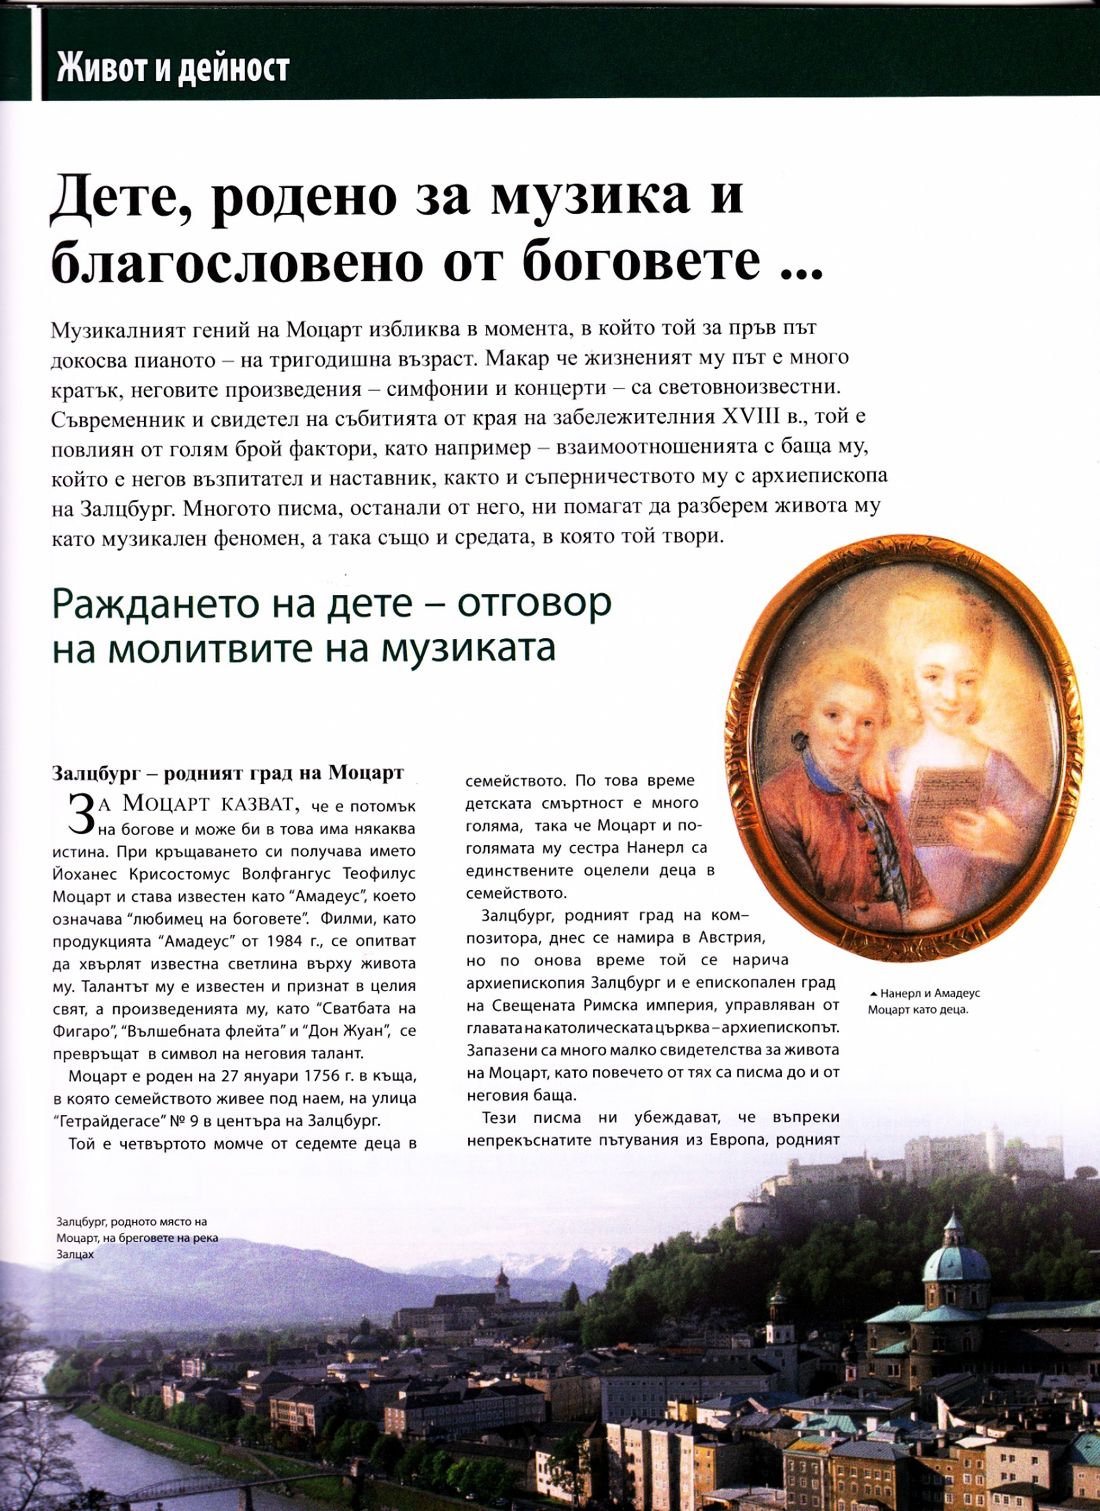 Живот и дейност
Дете, родено за музика и
благословено от боговете ...
Музикалният гений на Моцарт избликва в момента, в който той за пръв път
докосва пианото – на тригодишна възраст. Макар че жизненият му път е много
кратък, неговите произведения – симфонии и концерти – са световноизвестни.
Съвременник и свидетел на събитията от края на забележителния XVIII в., той е
повлиян от голям брой фактори, като например – взаимоотношенията с баща му,
който е негов възпитател и наставник, както и съперничеството му с архиепископа
на Залцбург. Многото писма, останали от него, ни помагат да разберем живота му
като музикален феномен, а така също и средата, в която той твори.
Раждането на дете – отговор
на молитвите на музиката
Залцбург – родният град на Моцарт
За Моцарт казват, че е потомък
на богове и може би в това има някаква
истина. При кръщаването си получава името
Йоханес Крисостомус Волфгангус Теофилус
Моцарт и става известен като “Амадеус”, което
означава “любимец на боговете”. Филми, като
продукцията “Амадеус” от 1984 г., се опитват
да хвърлят известна светлина върху живота
му. Талантът му е известен и признат в целия
свят, а произведенията му, като “Сватбата на
Фигаро”, “Вълшебната флейта” и “Дон Жуан”, се
превръщат в символ на неговия талант.
Моцарт е роден на 27 януари 1756 г. в къща,
в която семейството живее под наем, на улица
“Гетрайдегасе” № 9 в центъра на Залцбург.
Той е четвъртото момче от седемте деца в
семейството. По това време
детската смъртност е много
голяма, така че Моцарт и по-
голямата му сестра Нанерл са
единствените оцелели деца в
семейството.
Залцбург, родният град на ком–
позитора, днес се намира в Австрия,
но по онова време той се нарича
архиепископия Залцбург и е епископален град
на Свещената Римска империя, управляван от
главата на католическата църква – архиепископът.
Запазени са много малко свидетелства за живота
на Моцарт, като повечето от тях са писма до и от
неговия баща.
Тези писма ни убеждават, че въпреки
непрекъснатите пътувания из Европа, родният
Нанерл и Амадеус
Моцарт като деца.
Залцбург, родното място на
Моцарт, на бреговете на река
Залцах